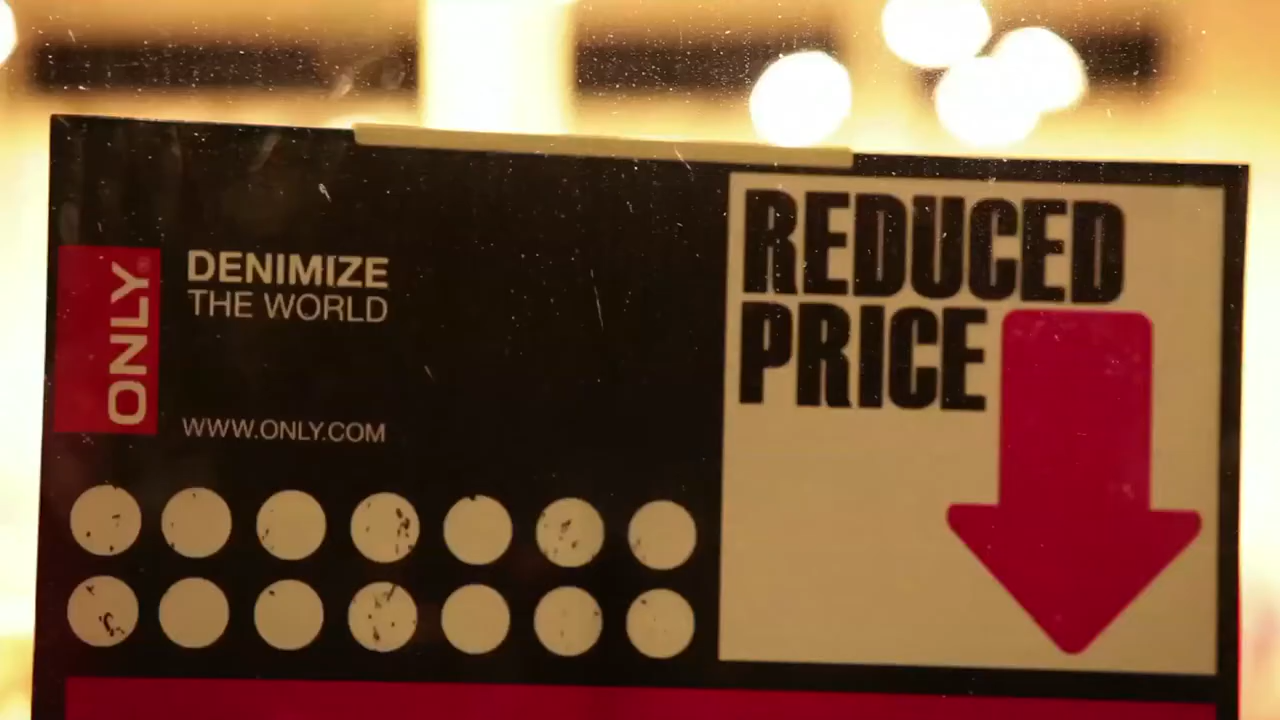 ONLY®
DENIMIZE
THE WORLD
WWW.ONLY.COM
REDUCED
PRICE